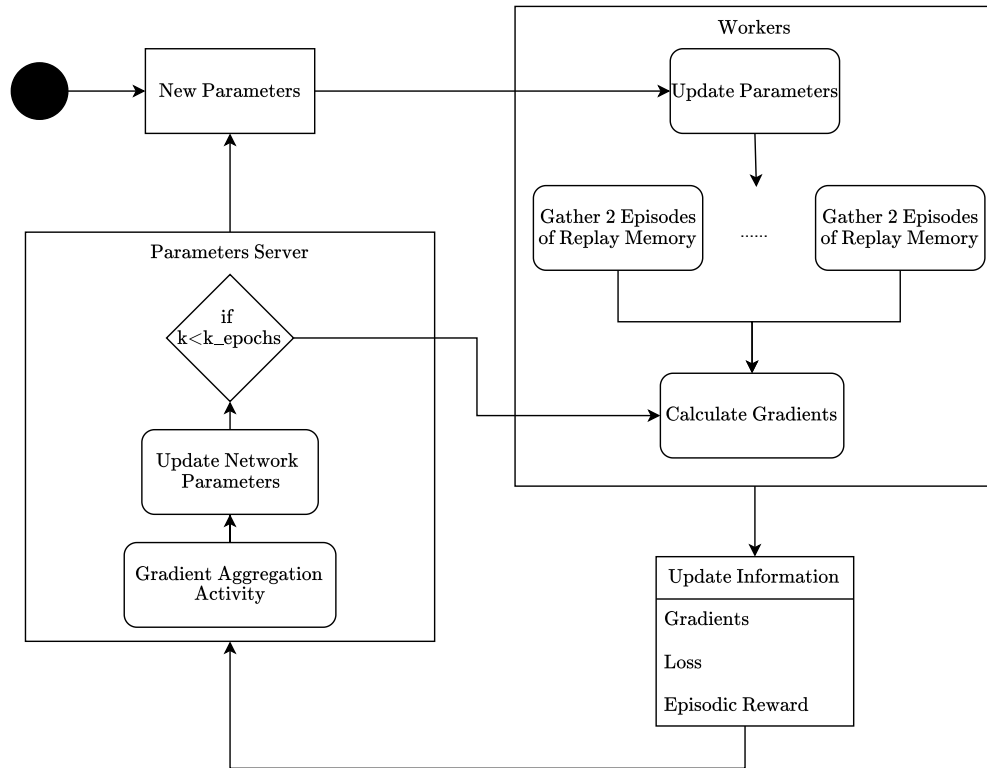 Workers
New Parameters
Update Parameters
Gather 2 Episodes
of Replay Memory
......
Gather 2 Episodes
of Replay Memory
Parameters Server
if
k<k_epochs
Calculate Gradients
Update Network
Parameters
Gradient Aggregation
Activity
Update Information
Gradients
Loss
Episodic Reward